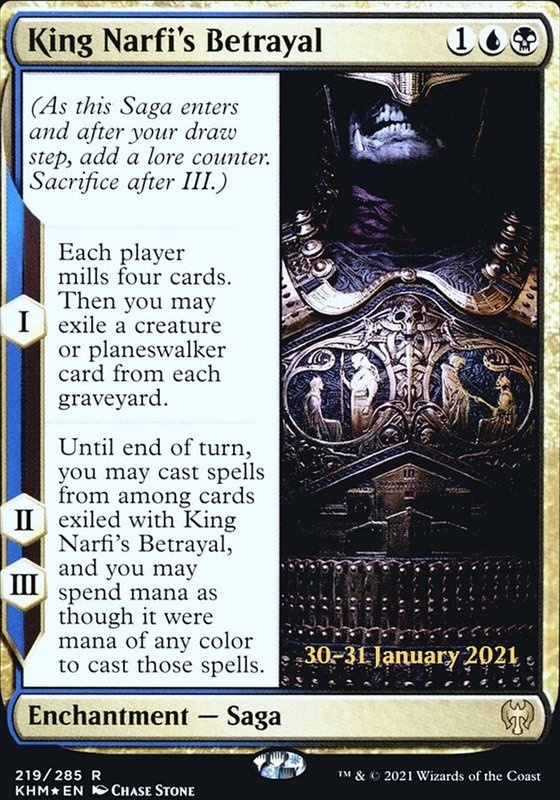 King Narfi's Betrayal 1
(As this Saga enters
and after your draw
step, add a lore counter.
Sacrifice after III.)
I
Each player
mills four cards.
Then you may
exile a creature
or planeswalker
card from each
graveyard.
II
III
Until end of turn,
you may cast spells
from among cards
exiled with King
Narfi's Betrayal,
and you may
spend mana as
though it were
mana of any color
to cast those spells.
30–31 January 2021
Enchantment — Saga
219/285 R
KHM★EN Chase Stone
™ & © 2021 Wizards of the Coast